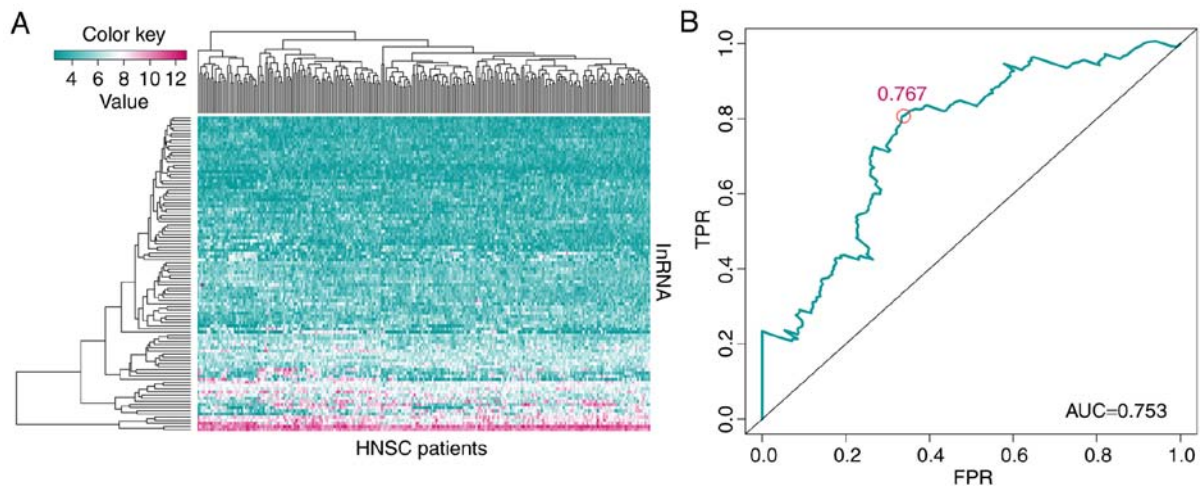 A
Color key
4 6 8 10 12
Value
lnRNA
HNSC patients
B
0.767
TPR
1.0
0.8
0.6
0.4
0.2
0.0
AUC=0.753
0.0 0.2 0.4 0.6 0.8 1.0
FPR